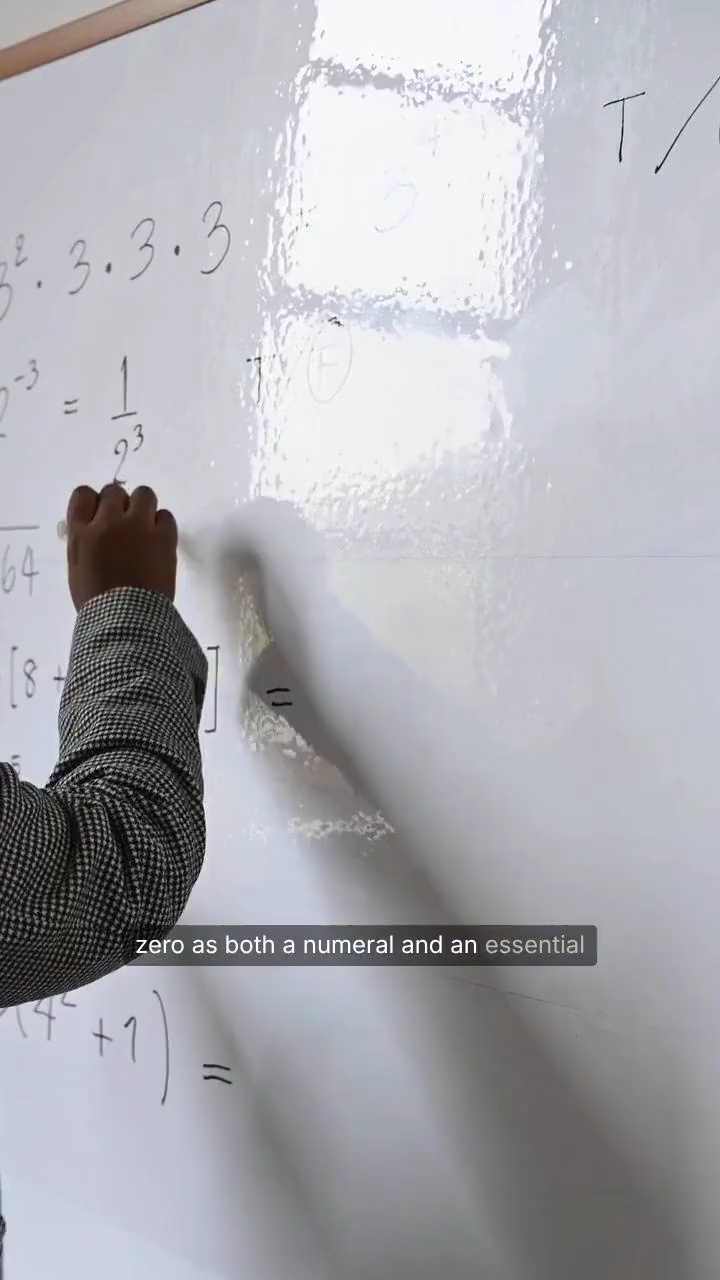 T /
3² · 3 · 3 · 3
T / F
2⁻³ = 1/2³
64
[8 + ] =
zero as both a numeral and an essential
(4² + 1) =